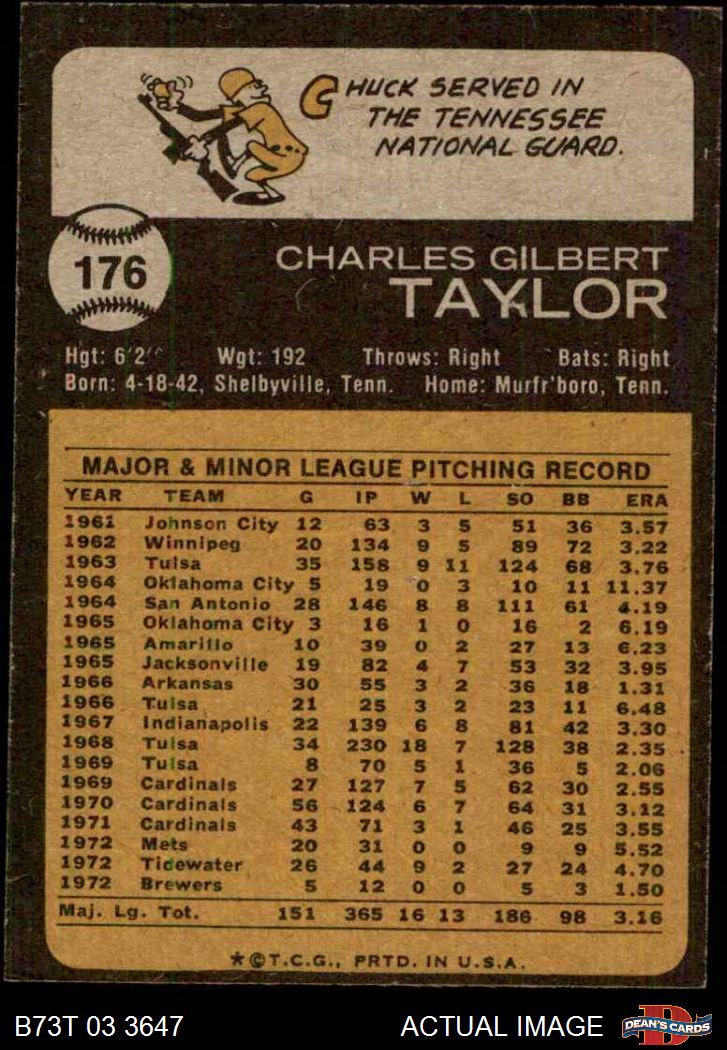 CHUCK SERVED IN
THE TENNESSEE
NATIONAL GUARD.
176
CHARLES GILBERT
TAYLOR
Hgt: 6'2" Wgt: 192 Throws: Right Bats: Right
Born: 4-18-42, Shelbyville, Tenn. Home: Murfr'boro, Tenn.
MAJOR & MINOR LEAGUE PITCHING RECORD
YEAR TEAM G IP W L SO BB ERA
1961 Johnson City 12 63 3 5 51 36 3.57
1962 Winnipeg 20 134 9 5 89 72 3.22
1963 Tulsa 35 158 9 11 124 68 3.76
1964 Oklahoma City 5 19 0 3 10 11 11.37
1964 San Antonio 28 146 8 8 111 61 4.19
1965 Oklahoma City 3 16 1 0 16 2 6.19
1965 Amarillo 10 39 0 2 27 13 6.23
1965 Jacksonville 19 82 4 7 53 32 3.95
1966 Arkansas 30 55 3 2 36 18 1.31
1966 Tulsa 21 25 3 2 23 11 6.48
1967 Indianapolis 22 139 6 8 81 42 3.30
1968 Tulsa 34 230 18 7 128 38 2.35
1969 Tulsa 8 70 5 1 36 5 2.06
1969 Cardinals 27 127 7 5 62 30 2.55
1970 Cardinals 56 124 6 7 64 31 3.12
1971 Cardinals 43 71 3 1 46 25 3.55
1972 Mets 20 31 0 0 9 9 5.52
1972 Tidewater 26 44 9 2 27 24 4.70
1972 Brewers 5 12 0 0 5 3 1.50
Maj. Lg. Tot. 151 365 16 13 186 98 3.16
*©T.C.G., PRTD. IN U.S.A.
B73T 03 3647 ACTUAL IMAGE D DEAN'S CARDS